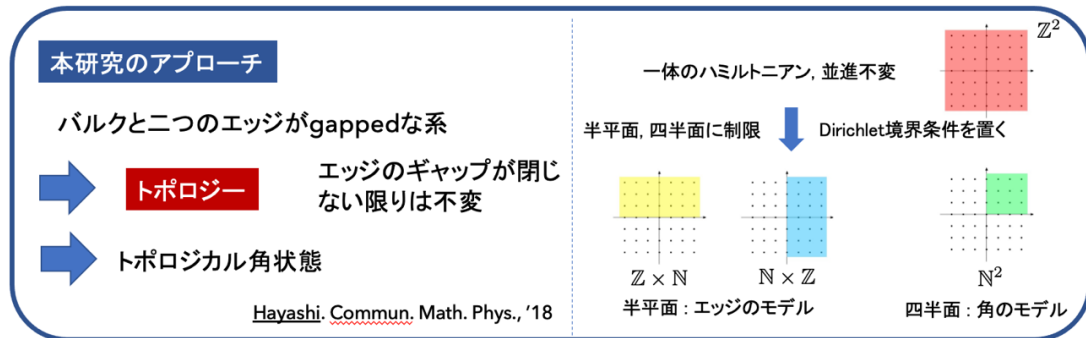 本研究のアプローチ
バルクと二つのエッジがgappedな系
トポロジー
エッジのギャップが閉じ
ない限りは不変
トポロジカル角状態
Hayashi. Commun. Math. Phys., '18
ℤ²
一体のハミルトニアン, 並進不変
半平面, 四半面に制限
Dirichlet境界条件を置く
ℤ × ℕ
ℕ × ℤ
ℕ²
半平面 : エッジのモデル
四半面 : 角のモデル